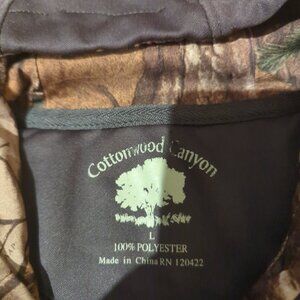 Cottonwood Canyon
L
100% POLYESTER
Made in China RN 120422